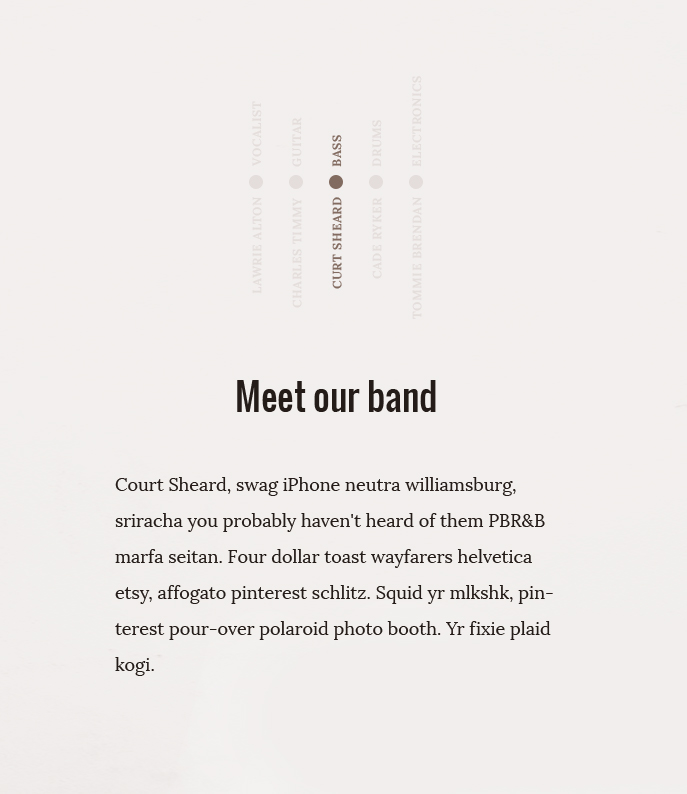 VOCALIST
LAWRIE ALTON
GUITAR
CHARLES TIMMY
BASS
CURT SHEARD
DRUMS
CADE RYKER
ELECTRONICS
TOMMIE BRENDAN
Meet our band
Court Sheard, swag iPhone neutra williamsburg,
sriracha you probably haven't heard of them PBR&B
marfa seitan. Four dollar toast wayfarers helvetica
etsy, affogato pinterest schlitz. Squid yr mlkshk, pin-
terest pour-over polaroid photo booth. Yr fixie plaid
kogi.